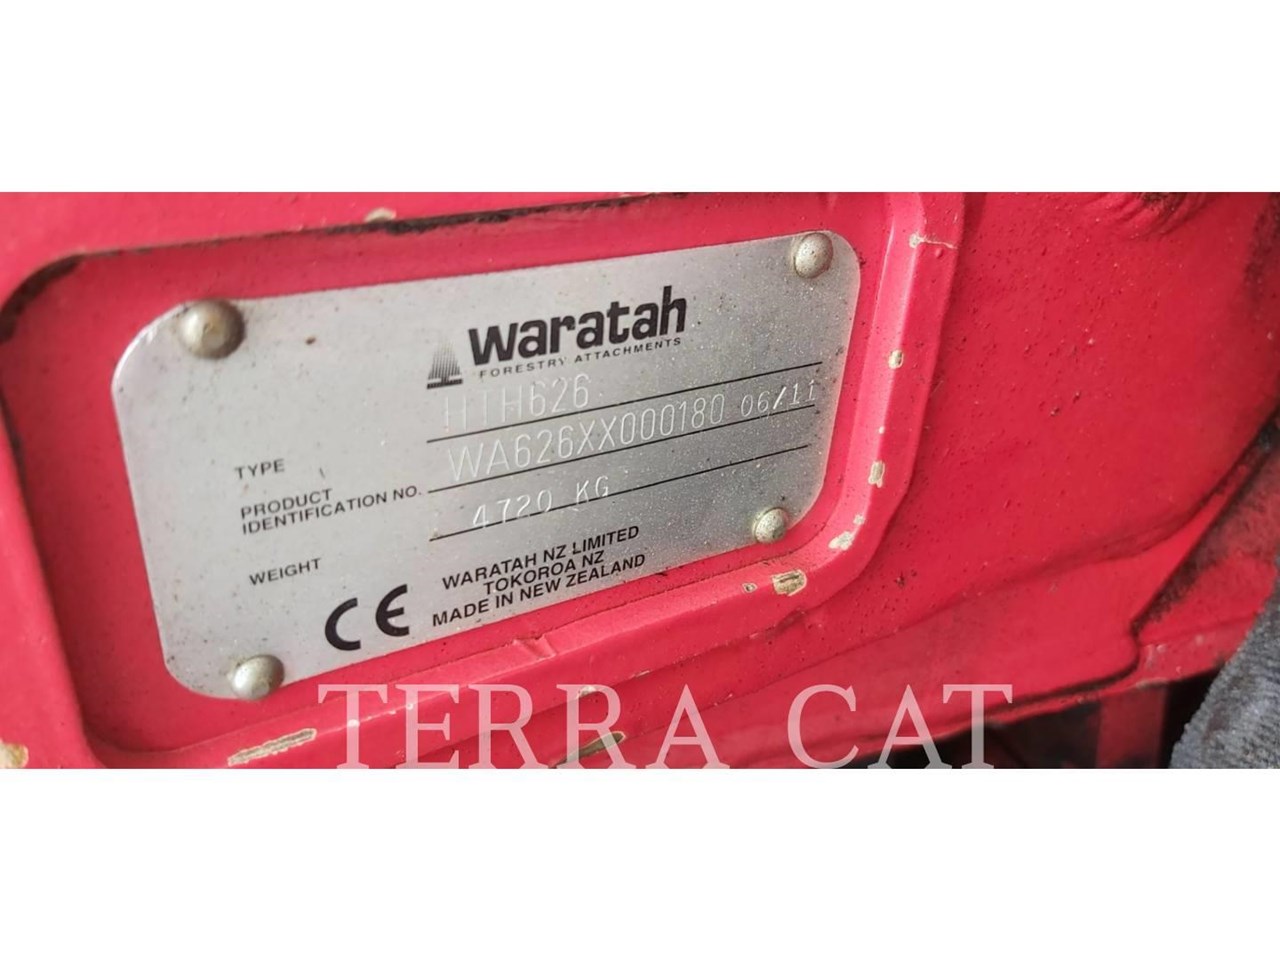 Waratah
FORESTRY ATTACHMENTS
TYPE HTH626
PRODUCT
IDENTIFICATION NO. WA626XX000180 06/11
WEIGHT 4720 KG
CE
WARATAH NZ LIMITED
TOKOROA NZ
MADE IN NEW ZEALAND
TERRA CAT